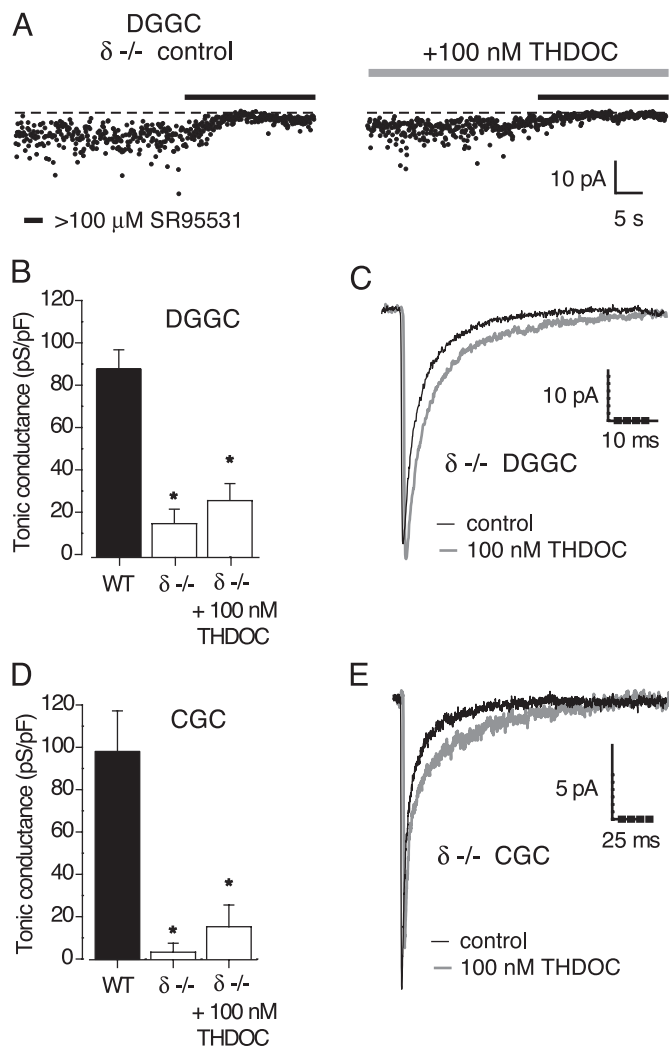 A
DGGC
δ -/- control
+100 nM THDOC
10 pA
5 s
>100 μM SR95531
B
DGGC
Tonic conductance (pS/pF)
120
100
80
60
40
20
0
*
*
WT
δ -/-
δ -/-
+ 100 nM
THDOC
C
10 pA
10 ms
δ -/- DGGC
control
100 nM THDOC
D
CGC
Tonic conductance (pS/pF)
120
100
80
60
40
20
0
*
*
WT
δ -/-
δ -/-
+ 100 nM
THDOC
E
5 pA
25 ms
δ -/- CGC
control
100 nM THDOC